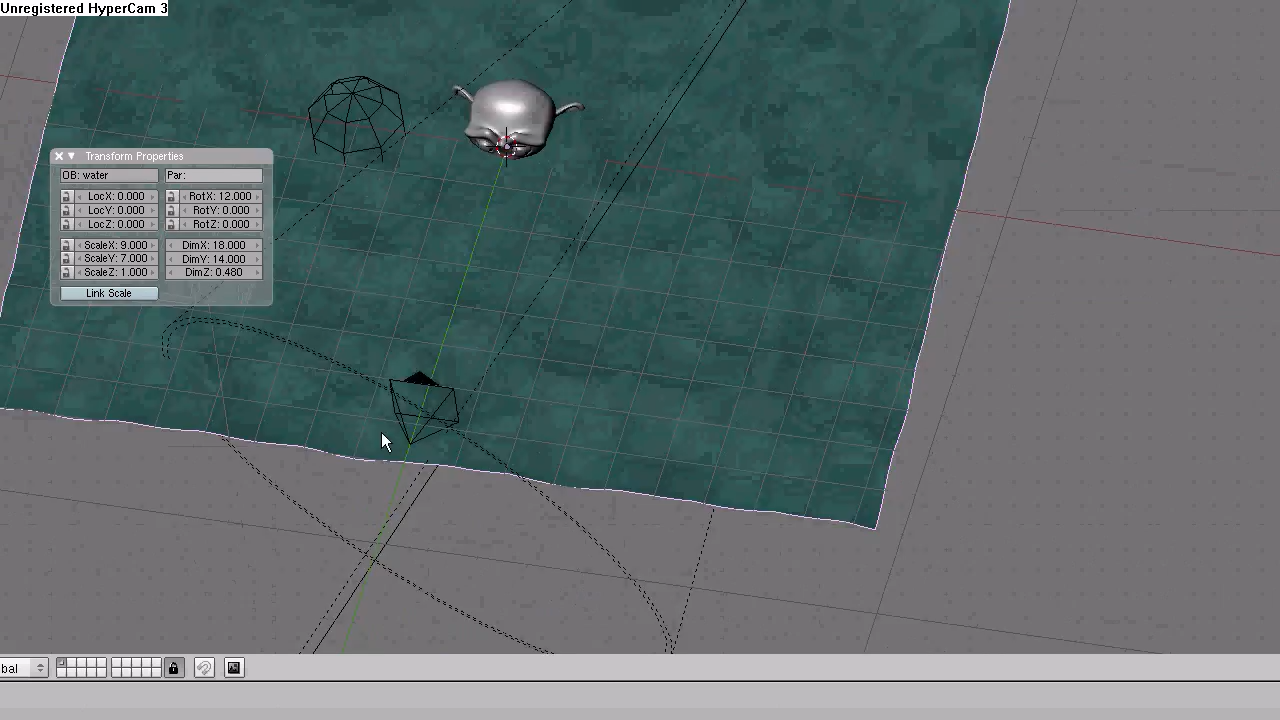 Unregistered HyperCam 3
Transform Properties
OB: water Par:
LocX: 0.000 RotX: 12.000
LocY: 0.000 RotY: 0.000
LocZ: 0.000 RotZ: 0.000
ScaleX: 9.000 DimX: 18.000
ScaleY: 7.000 DimY: 14.000
ScaleZ: 1.000 DimZ: 0.480
Link Scale
bal